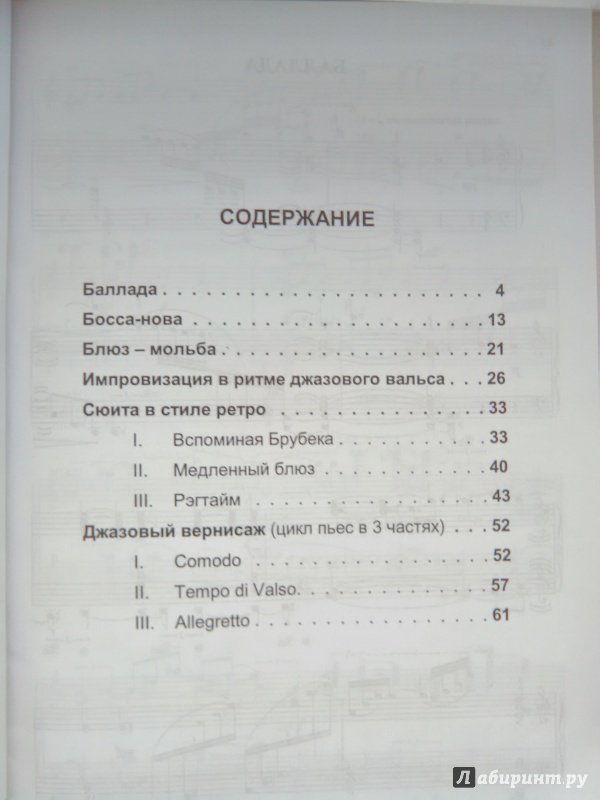 БАЛЛАДА
СОДЕРЖАНИЕ
Баллада . . . . . . . . . . . . . . . . . . . . . . . 4
Босса-нова . . . . . . . . . . . . . . . . . . . . . 13
Блюз – мольба . . . . . . . . . . . . . . . . . . . 21
Импровизация в ритме джазового вальса . . . 26
Сюита в стиле ретро . . . . . . . . . . . . . . . 33
I. Вспоминая Брубека . . . . . . . . . . . 33
II. Медленный блюз . . . . . . . . . . . . 40
III. Рэгтайм . . . . . . . . . . . . . . . . . 43
Джазовый вернисаж (цикл пьес в 3 частях) . . . 52
I. Comodo . . . . . . . . . . . . . . . . . 52
II. Tempo di Valso. . . . . . . . . . . . . . 57
III. Allegretto . . . . . . . . . . . . . . . . 61
Лабиринт.ру